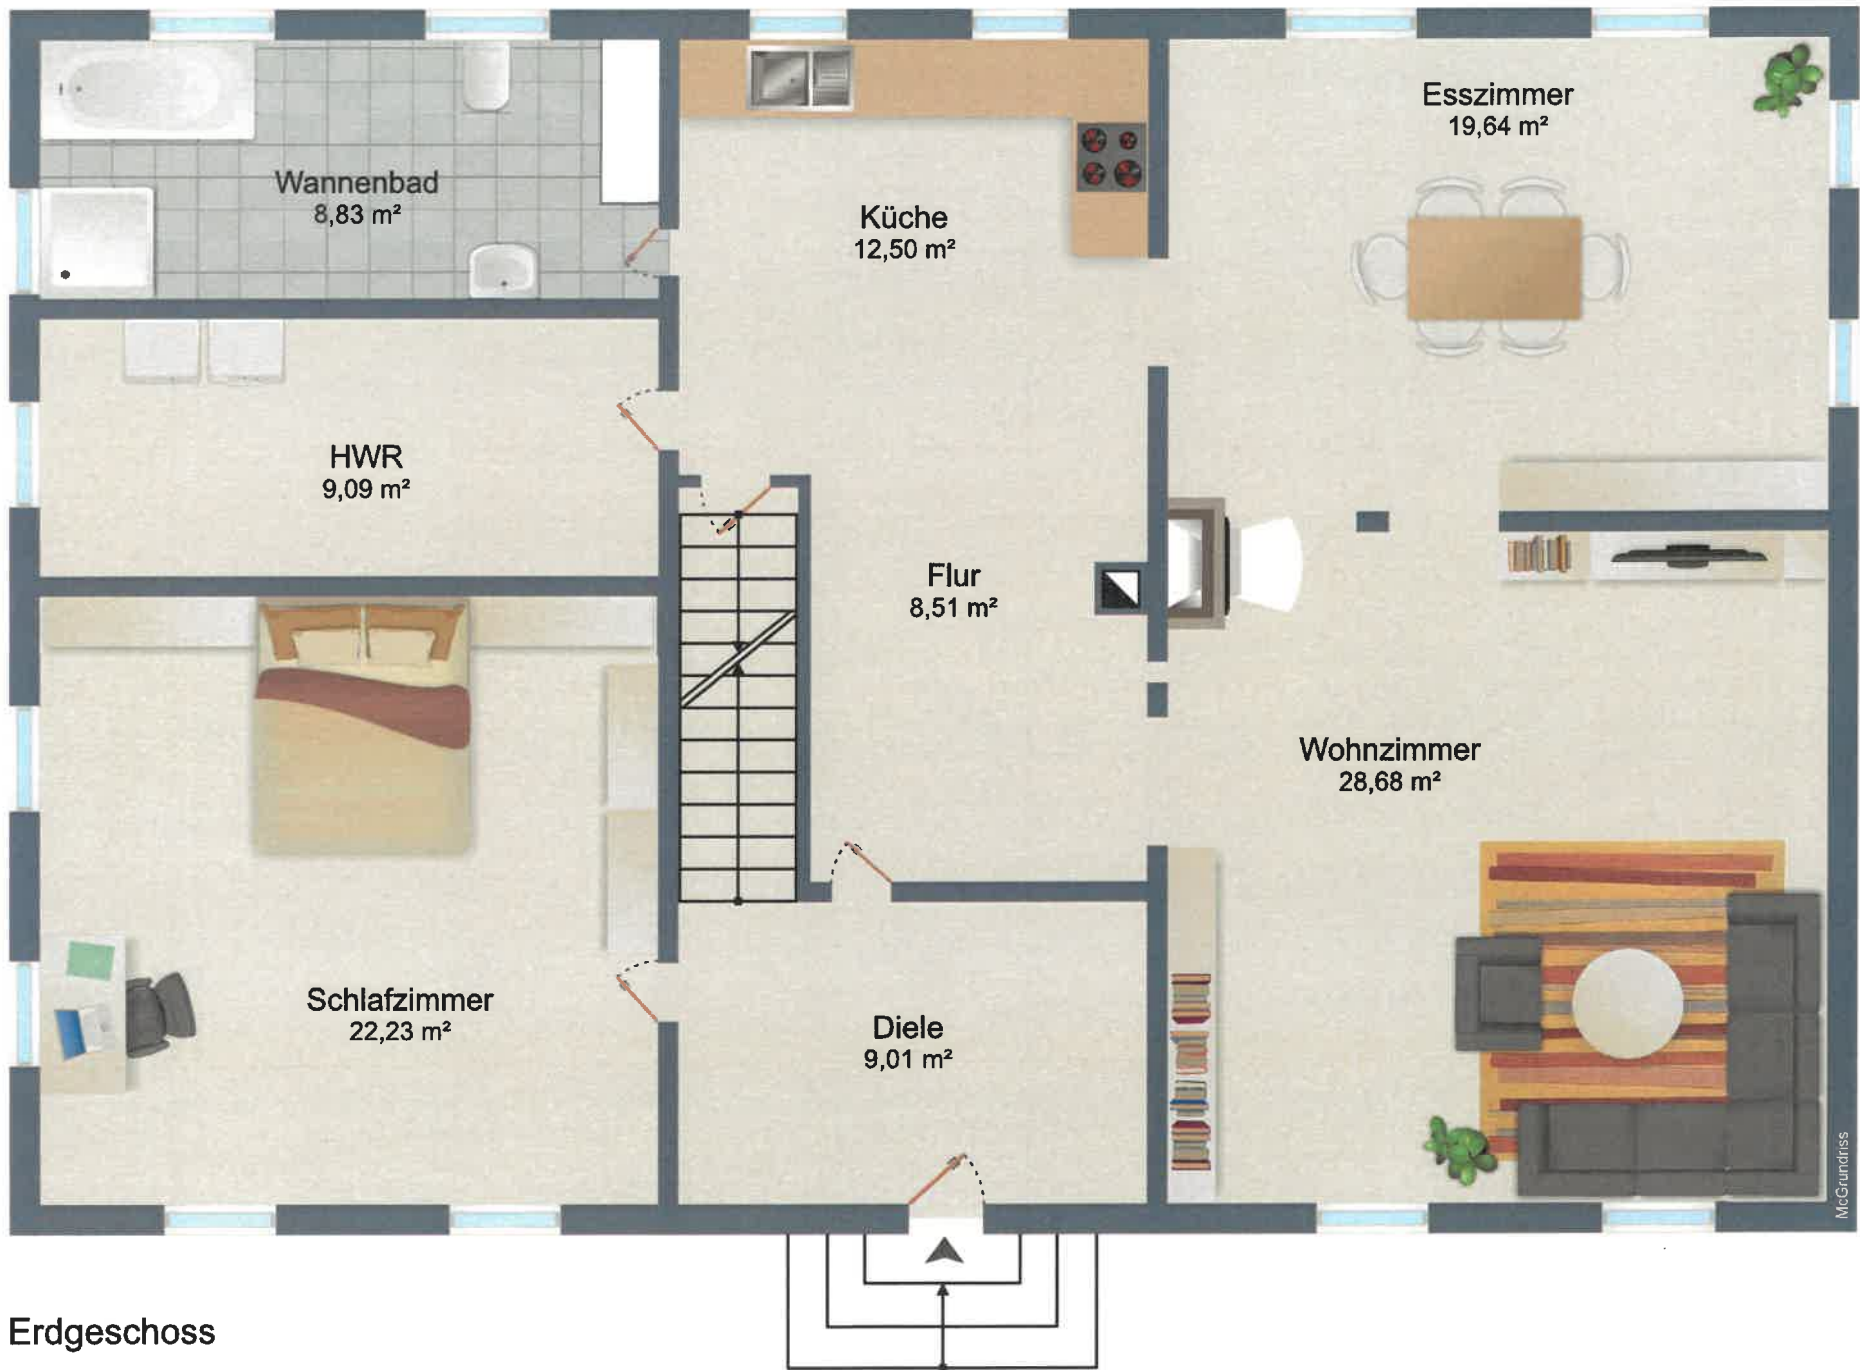 Esszimmer
19,64 m²
Wannenbad
8,83 m²
Küche
12,50 m²
HWR
9,09 m²
Flur
8,51 m²
Wohnzimmer
28,68 m²
Schlafzimmer
22,23 m²
Diele
9,01 m²
McGrundriss
Erdgeschoss